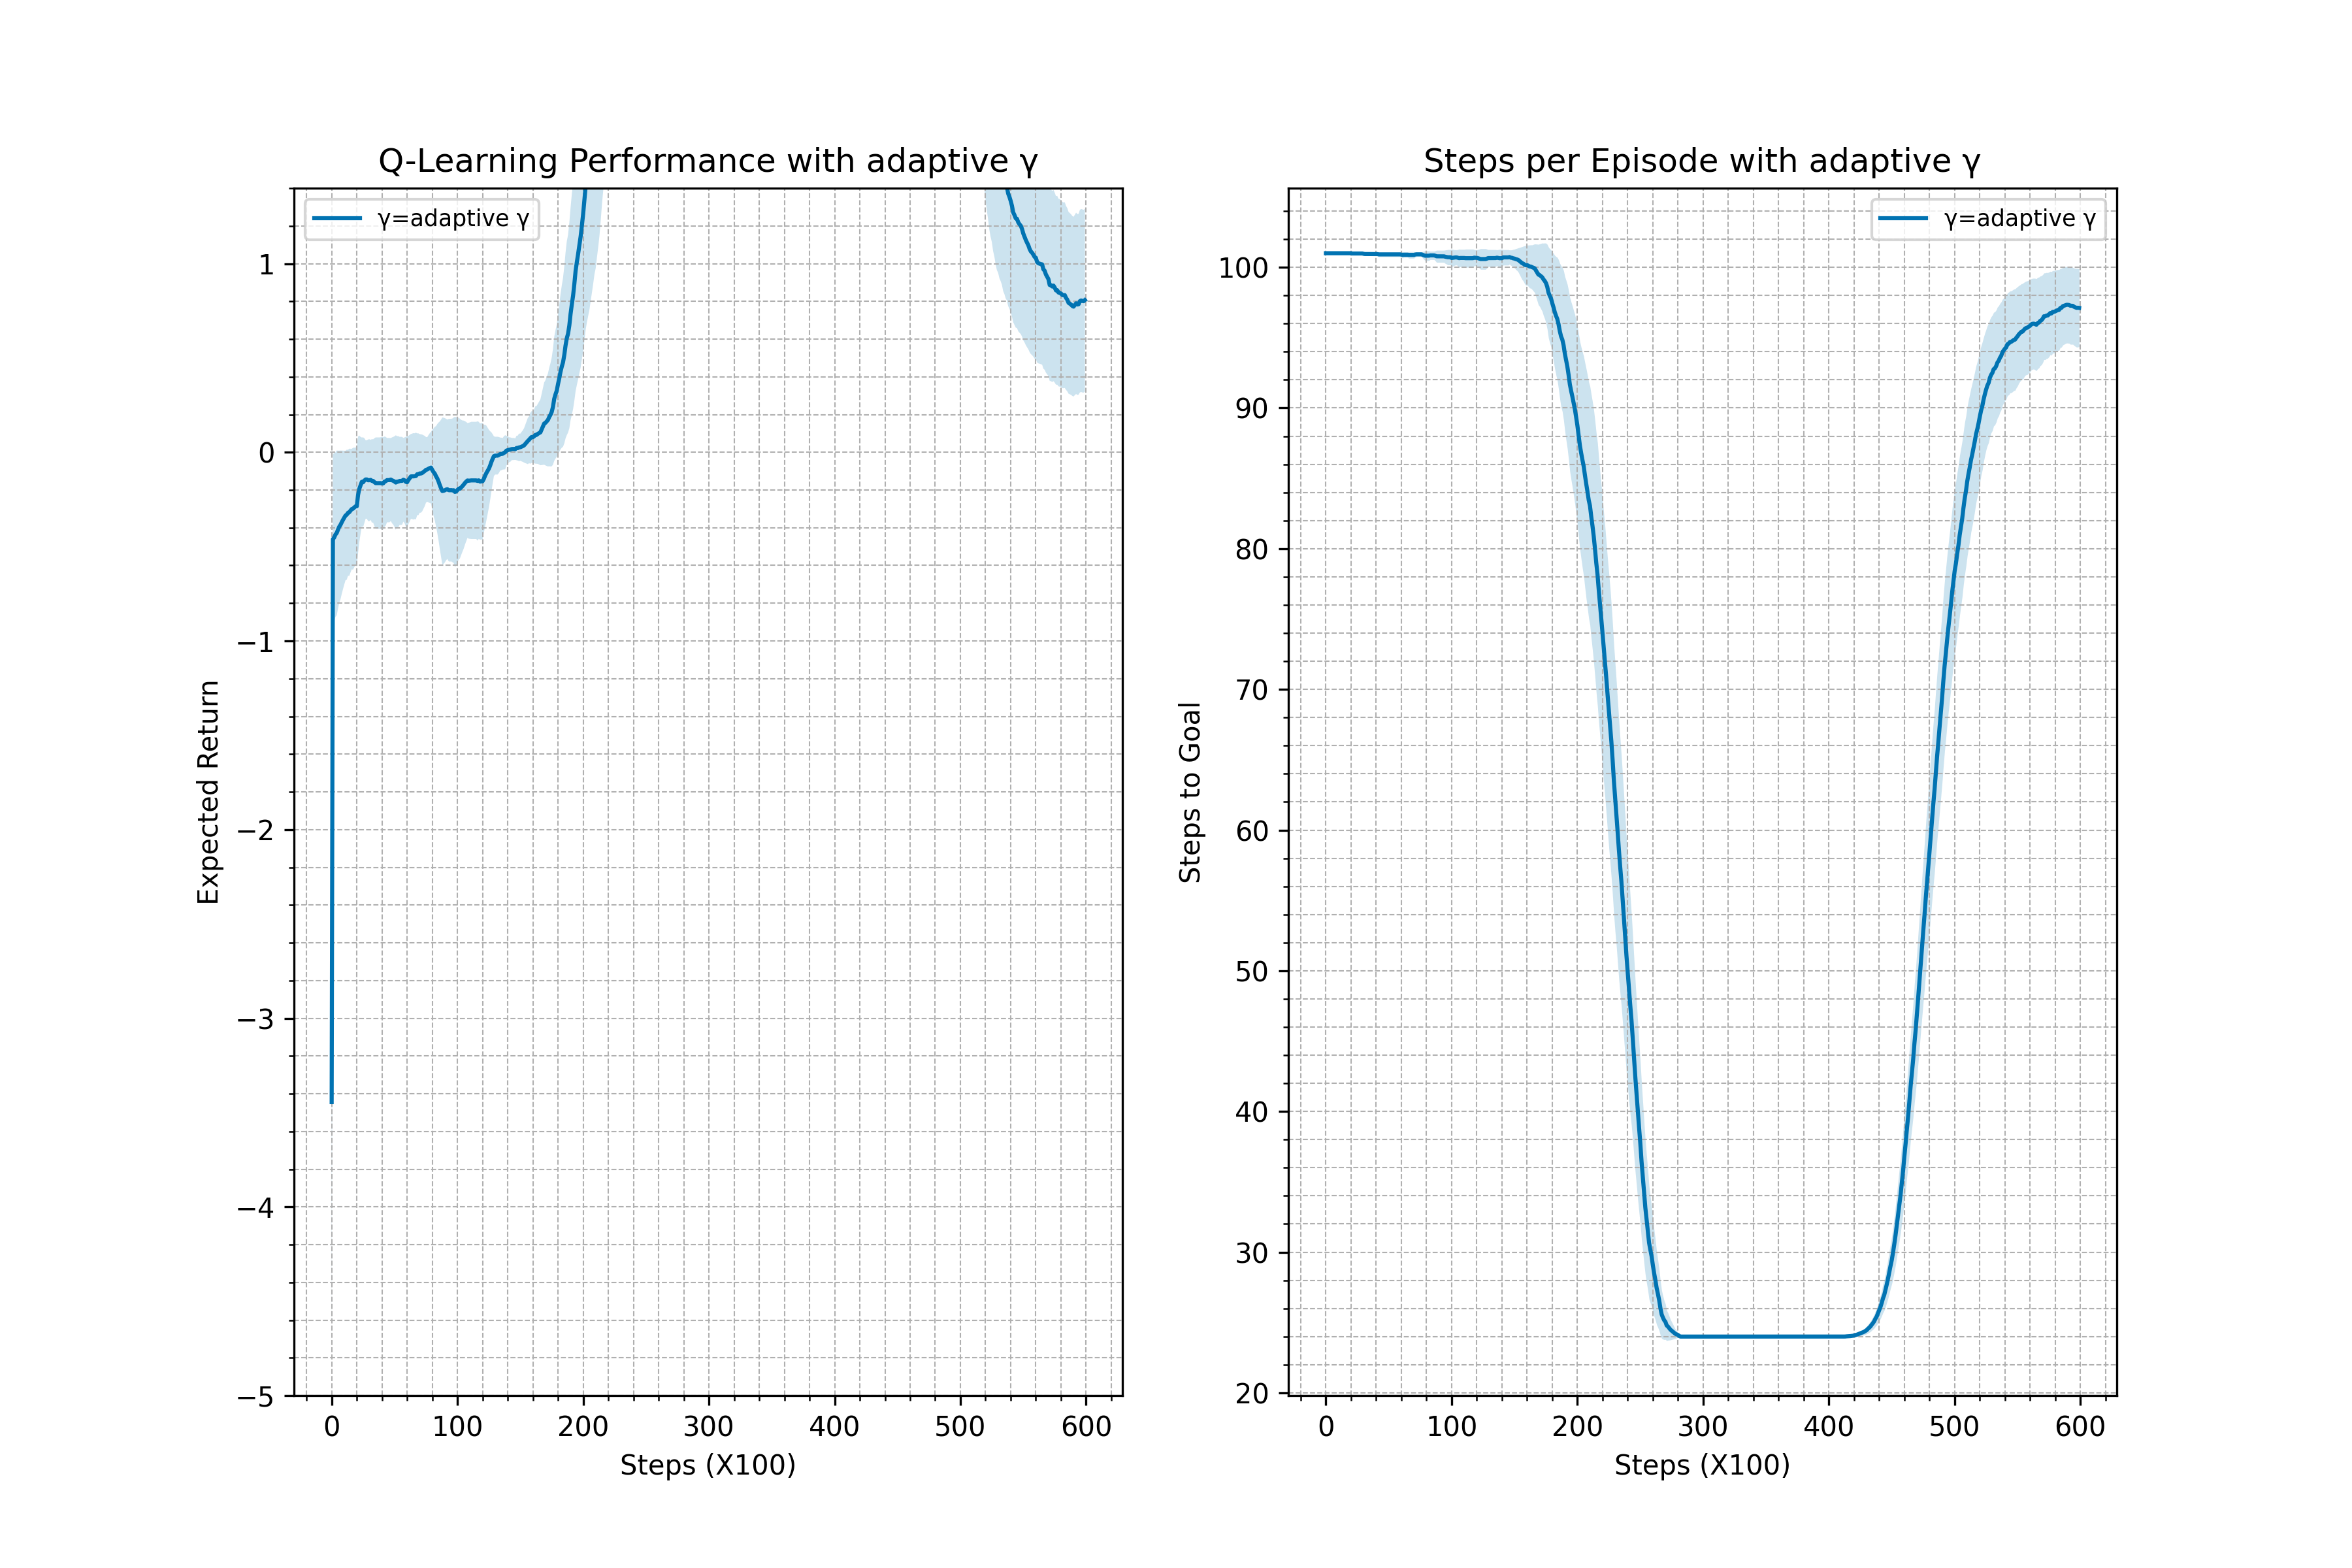 Q-Learning Performance with adaptive γ
γ=adaptive γ
Expected Return
1
0
−1
−2
−3
−4
−5
0 100 200 300 400 500 600
Steps (X100)
Steps per Episode with adaptive γ
γ=adaptive γ
Steps to Goal
100
90
80
70
60
50
40
30
20
0 100 200 300 400 500 600
Steps (X100)